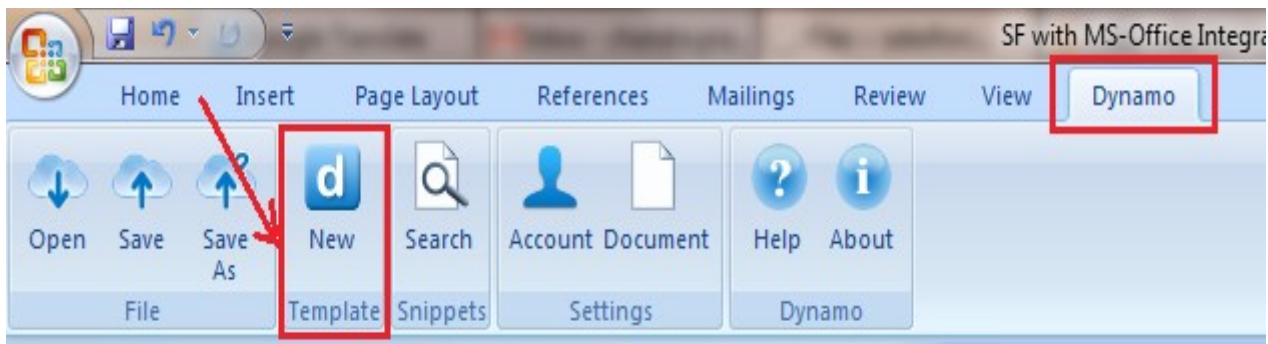 SF with MS-Office Integra
Home Insert Page Layout References Mailings Review View Dynamo
d
? i
Open Save Save As New Search Account Document Help About
File Template Snippets Settings Dynamo